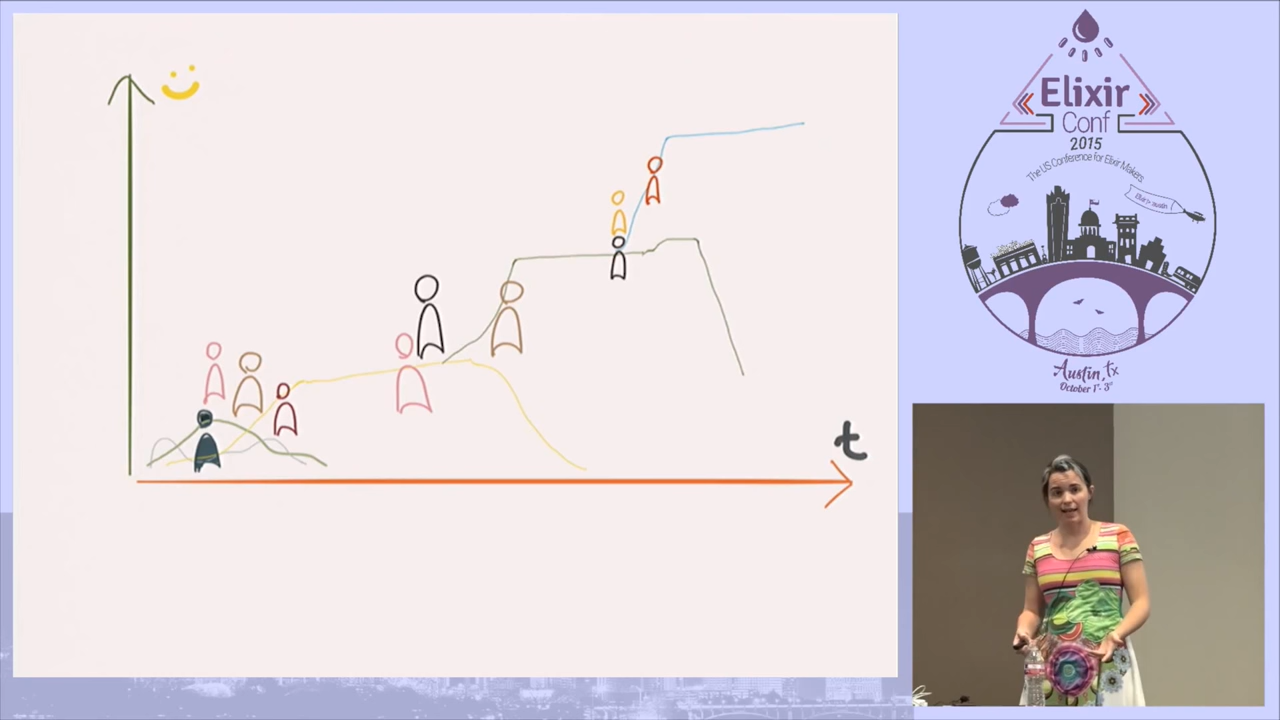 t
Elixir
Conf
2015
The US Conference for Elixir Makers
Austin, Tx
October 1st - 3rd